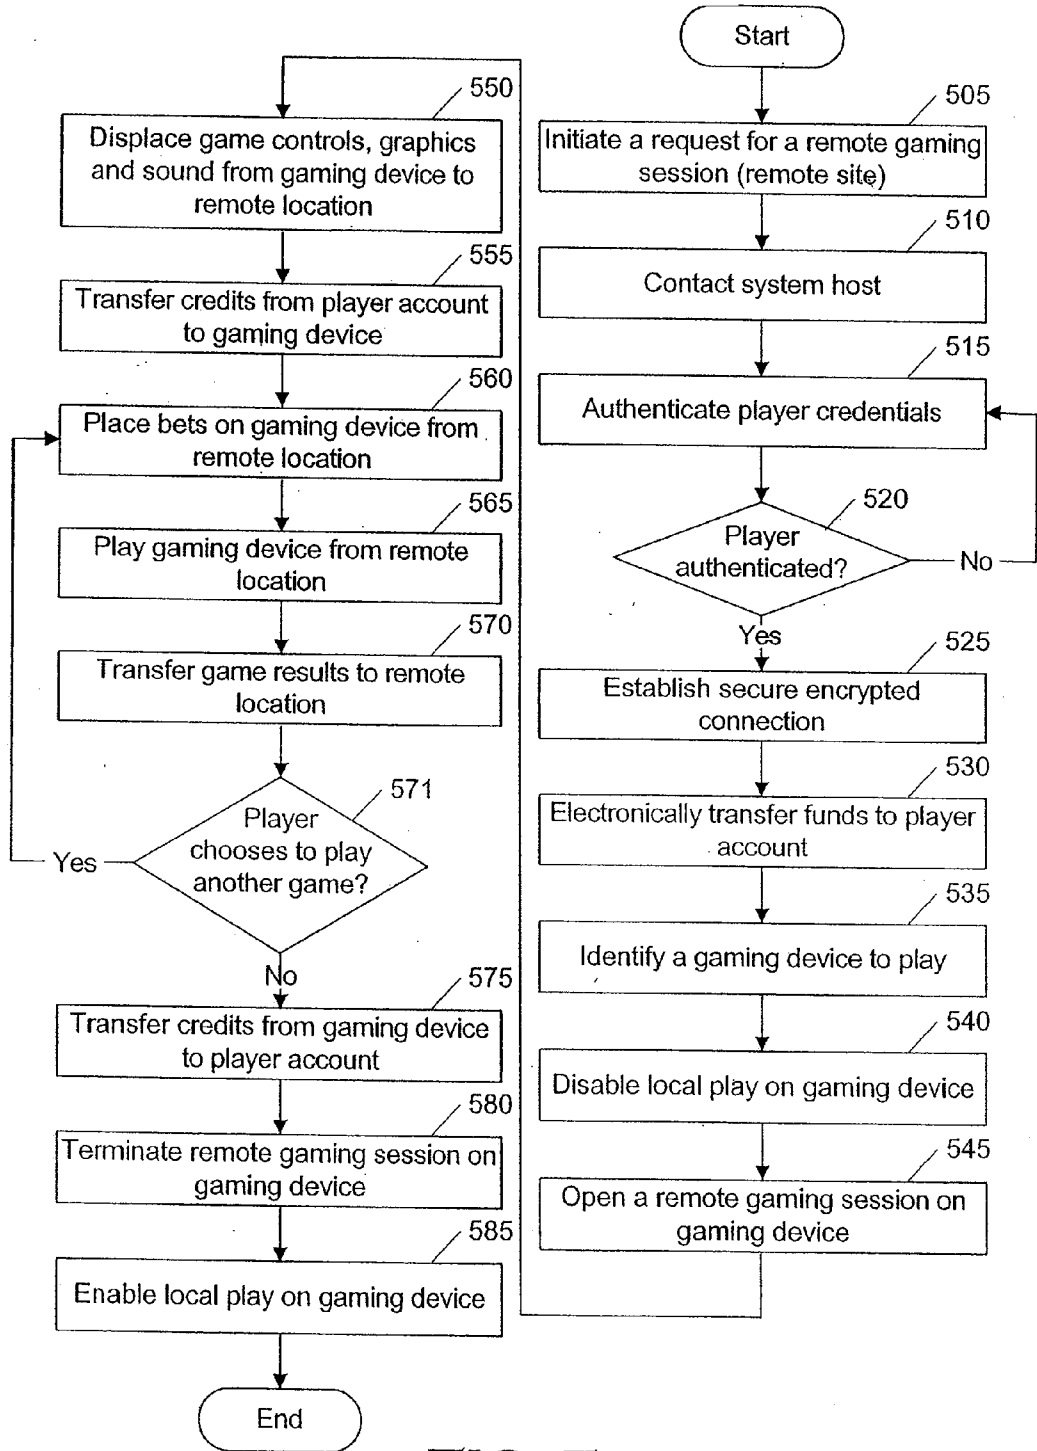 Start
505
Initiate a request for a remote gaming
session (remote site)
510
Contact system host
515
Authenticate player credentials
520
Player
authenticated?
No
Yes
525
Establish secure encrypted
connection
530
Electronically transfer funds to player
account
535
Identify a gaming device to play
540
Disable local play on gaming device
545
Open a remote gaming session on
gaming device
550
Displace game controls, graphics
and sound from gaming device to
remote location
555
Transfer credits from player account
to gaming device
560
Place bets on gaming device from
remote location
565
Play gaming device from remote
location
570
Transfer game results to remote
location
571
Player
chooses to play
another game?
Yes
No
575
Transfer credits from gaming device
to player account
580
Terminate remote gaming session on
gaming device
585
Enable local play on gaming device
End